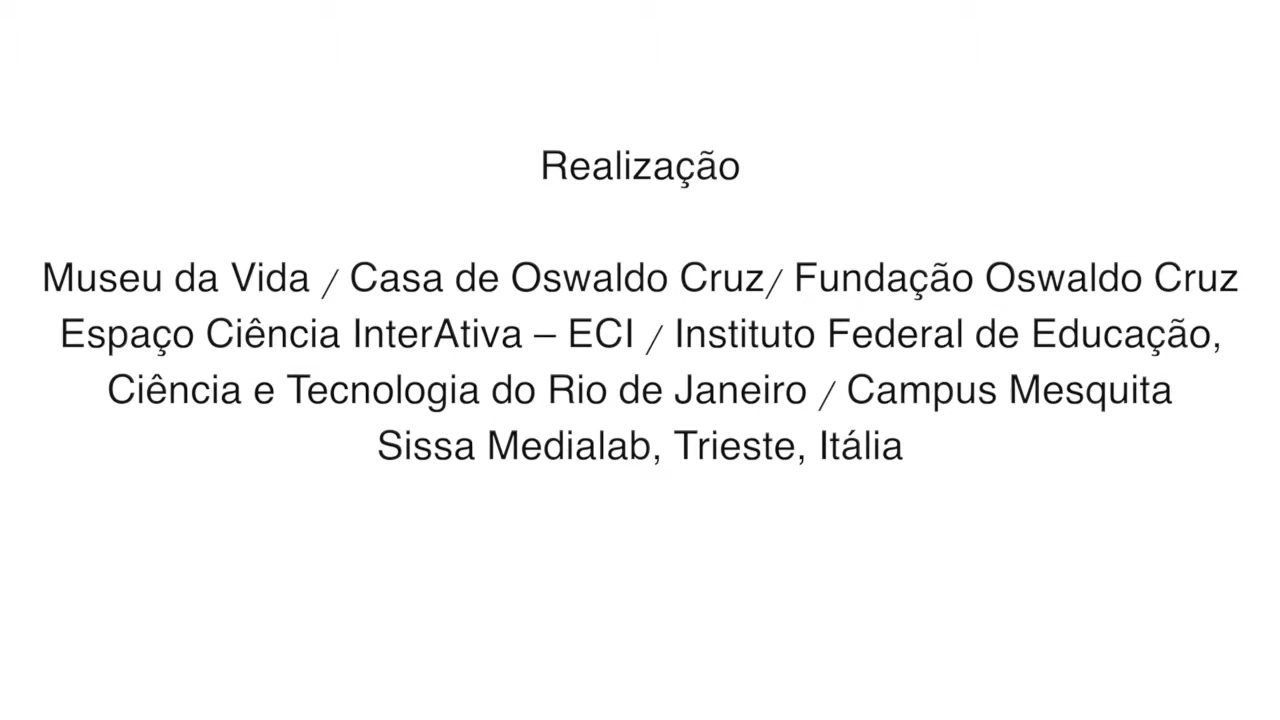 Realização
Museu da Vida / Casa de Oswaldo Cruz/ Fundação Oswaldo Cruz
Espaço Ciência InterAtiva – ECI / Instituto Federal de Educação,
Ciência e Tecnologia do Rio de Janeiro / Campus Mesquita
Sissa Medialab, Trieste, Itália